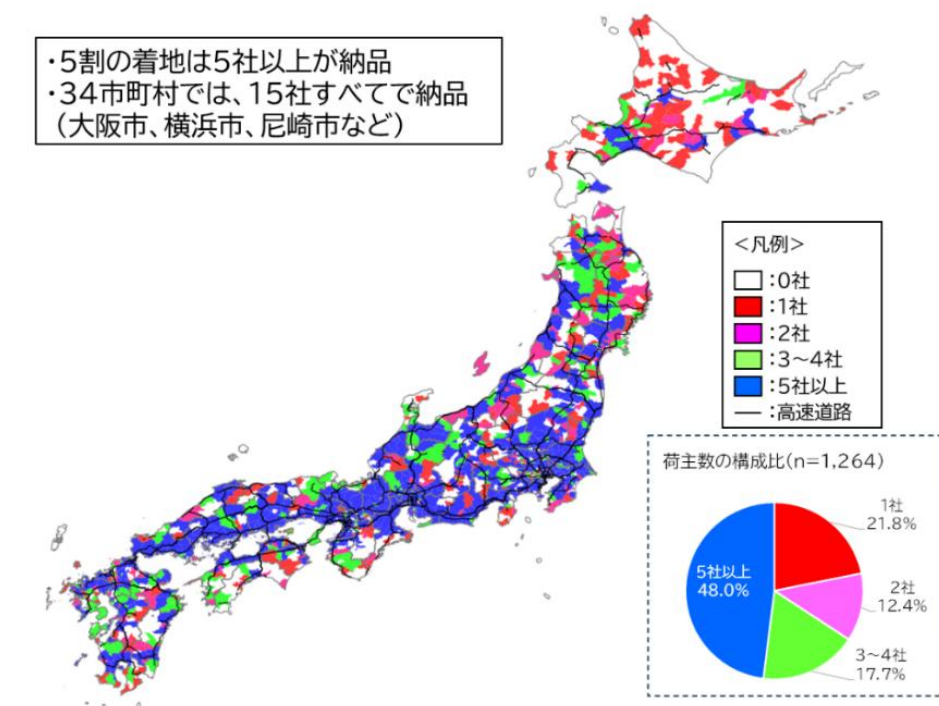 ・5割の着地は5社以上が納品
・34市町村では、15社すべてで納品
（大阪市、横浜市、尼崎市など）
＜凡例＞
：0社
：1社
：2社
：3～4社
：5社以上
：高速道路
荷主数の構成比(n=1,264)
1社
21.8%
5社以上
48.0%
2社
12.4%
3～4社
17.7%